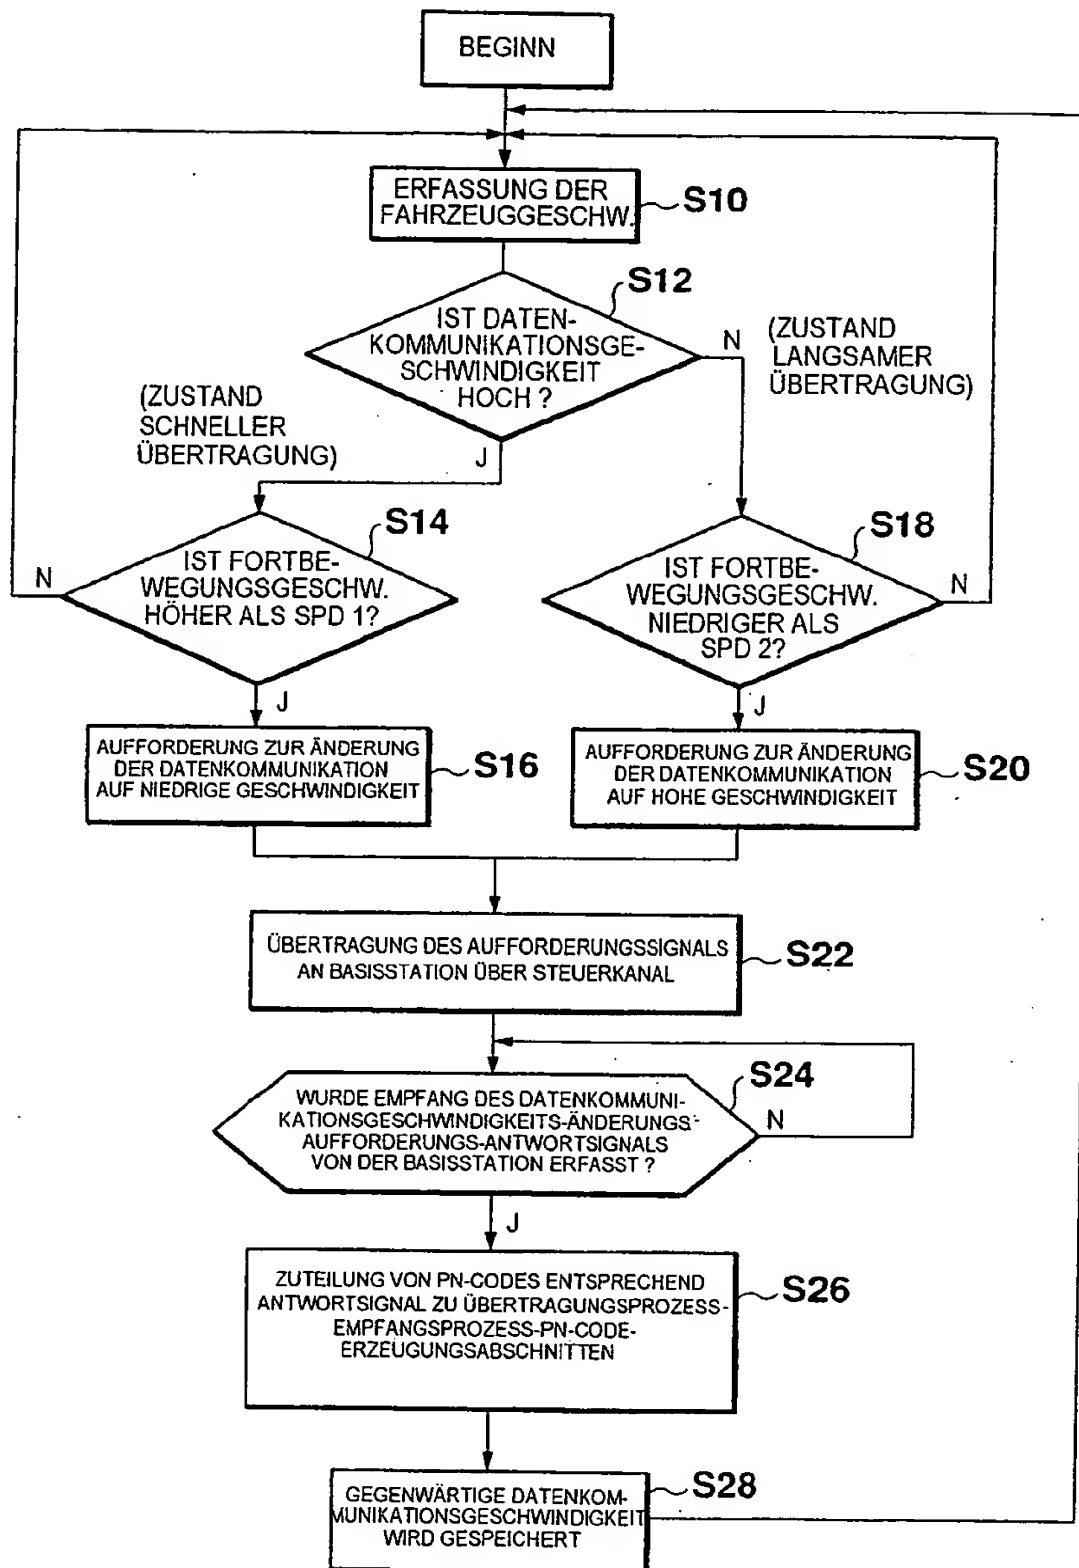 BEGINN
ERFASSUNG DER
FAHRZEUGGESCHW.
S10
S12
IST DATEN-
KOMMUNIKATIONSGE-
SCHWINDIGKEIT
HOCH ?
N
(ZUSTAND
LANGSAMER
ÜBERTRAGUNG)
(ZUSTAND
SCHNELLER
ÜBERTRAGUNG)
J
S14
IST FORTBE-
WEGUNGSGESCHW.
HÖHER ALS SPD 1?
N
J
S18
IST FORTBE-
WEGUNGSGESCHW.
NIEDRIGER ALS
SPD 2?
N
J
AUFFORDERUNG ZUR ÄNDERUNG
DER DATENKOMMUNIKATION
AUF NIEDRIGE GESCHWINDIGKEIT
S16
AUFFORDERUNG ZUR ÄNDERUNG
DER DATENKOMMUNIKATION
AUF HOHE GESCHWINDIGKEIT
S20
ÜBERTRAGUNG DES AUFFORDERUNGSSIGNALS
AN BASISSTATION ÜBER STEUERKANAL
S22
S24
WURDE EMPFANG DES DATENKOMMUNI-
KATIONSGESCHWINDIGKEITS-ÄNDERUNGS-
AUFFORDERUNGS-ANTWORTSIGNALS
VON DER BASISSTATION ERFASST ?
N
J
ZUTEILUNG VON PN-CODES ENTSPRECHEND
ANTWORTSIGNAL ZU ÜBERTRAGUNGSPROZESS-
EMPFANGSPROZESS-PN-CODE-
ERZEUGUNGSABSCHNITTEN
S26
GEGENWÄRTIGE DATENKOM-
MUNIKATIONSGESCHWINDIGKEIT
WIRD GESPEICHERT
S28